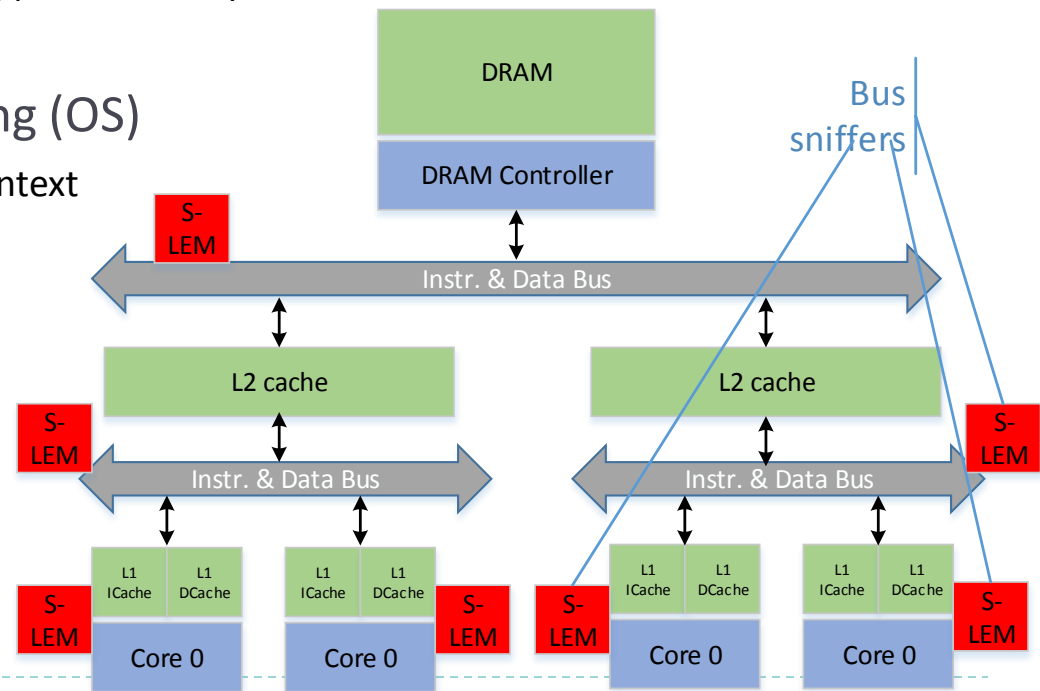 DRAM
ng (OS)
Bus
sniffers
ntext
DRAM Controller
S-
LEM
Instr. & Data Bus
L2 cache
L2 cache
S-
LEM
S-
LEM
Instr. & Data Bus
Instr. & Data Bus
L1
ICache
L1
DCache
L1
ICache
L1
DCache
L1
ICache
L1
DCache
L1
ICache
L1
DCache
S-
LEM
S-
LEM
S-
LEM
S-
LEM
Core 0
Core 0
Core 0
Core 0